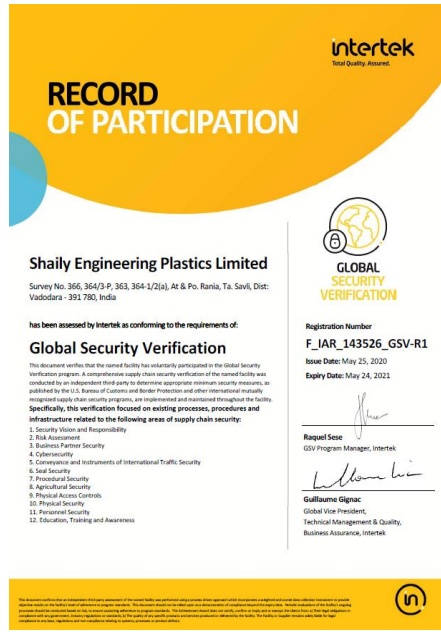 intertek
Total Quality. Assured.
RECORD
OF PARTICIPATION
Shaily Engineering Plastics Limited
Survey No. 366, 364/3-P, 363, 364-1/2(a), At & Po. Rania, Ta. Savli, Dist:
Vadodara - 391 780, India
has been assessed by Intertek as conforming to the requirements of:
Global Security Verification
This document verifies that the named facility has voluntarily participated in the Global Security
Verification program. A comprehensive supply chain security verification of the named facility was
conducted by an independent third-party to determine appropriate minimum security measures, as
published by the U.S. Bureau of Customs and Border Protection and other international mutually
recognized supply chain security programs, are implemented and maintained throughout the facility.
Specifically, this verification focused on existing processes, procedures and
infrastructure related to the following areas of supply chain security:
1. Security Vision and Responsibility
2. Risk Assessment
3. Business Partner Security
4. Cybersecurity
5. Conveyance and Instruments of International Traffic Security
6. Seal Security
7. Procedural Security
8. Agricultural Security
9. Physical Access Controls
10. Physical Security
11. Personnel Security
12. Education, Training and Awareness
GLOBAL
SECURITY
VERIFICATION
Registration Number
F_IAR_143526_GSV-R1
Issue Date: May 25, 2020
Expiry Date: May 24, 2021
Raquel Sese
GSV Program Manager, Intertek
Guillaume Gignac
Global Vice President,
Technical Management & Quality,
Business Assurance, Intertek
in